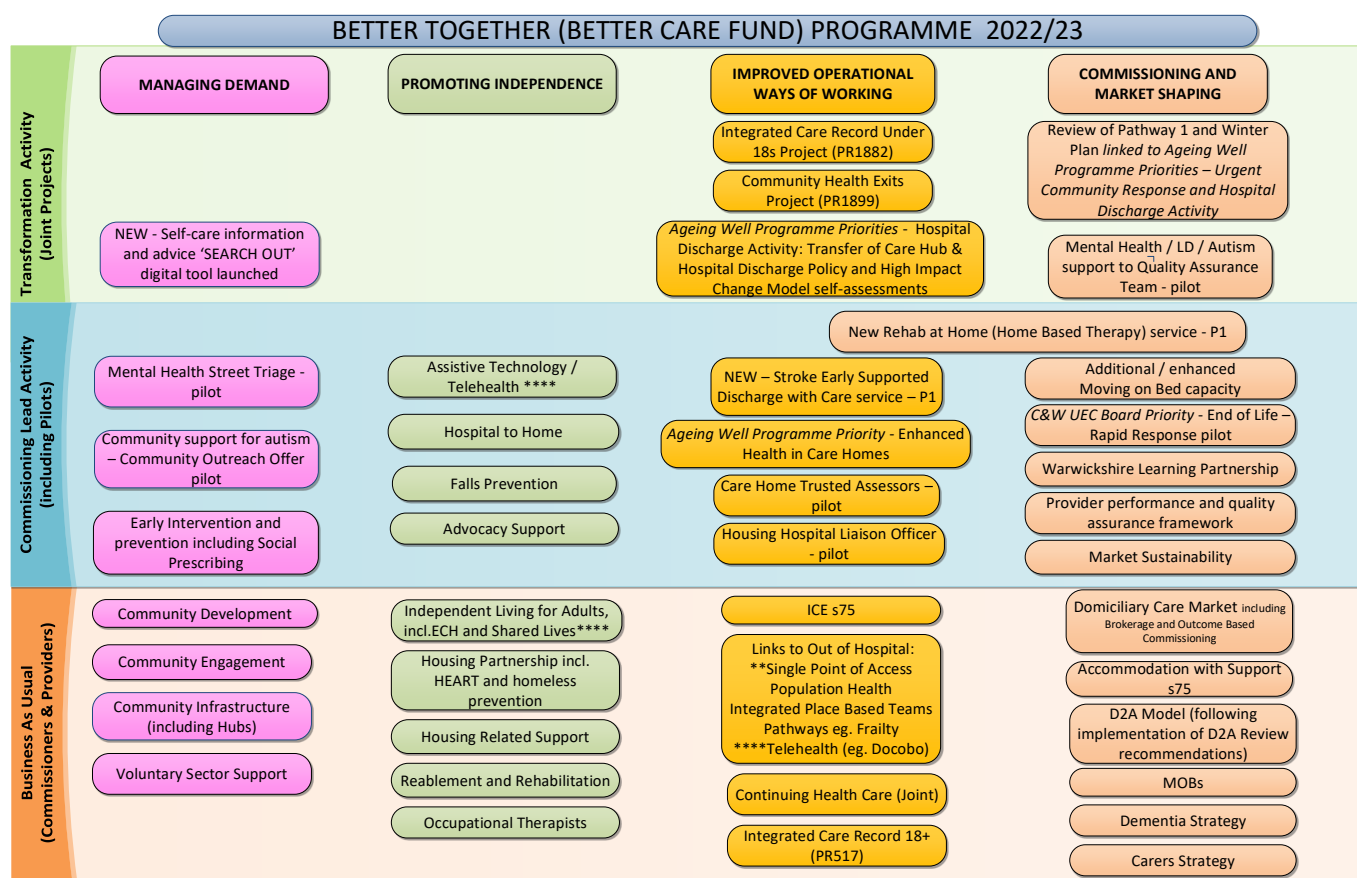 BETTER TOGETHER (BETTER CARE FUND) PROGRAMME 2022/23
Transformation Activity
(Joint Projects)
MANAGING DEMAND
PROMOTING INDEPENDENCE
IMPROVED OPERATIONAL
WAYS OF WORKING
COMMISSIONING AND
MARKET SHAPING
NEW - Self-care information
and advice ‘SEARCH OUT’
digital tool launched
Integrated Care Record Under
18s Project (PR1882)
Community Health Exits
Project (PR1899)
Ageing Well Programme Priorities - Hospital
Discharge Activity: Transfer of Care Hub &
Hospital Discharge Policy and High Impact
Change Model self-assessments
Review of Pathway 1 and Winter
Plan linked to Ageing Well
Programme Priorities – Urgent
Community Response and Hospital
Discharge Activity
Mental Health / LD / Autism
support to Quality Assurance
Team - pilot
Commissioning Lead Activity
(including Pilots)
New Rehab at Home (Home Based Therapy) service - P1
Mental Health Street Triage -
pilot
Community support for autism
– Community Outreach Offer
pilot
Early Intervention and
prevention including Social
Prescribing
Assistive Technology /
Telehealth ****
Hospital to Home
Falls Prevention
Advocacy Support
NEW – Stroke Early Supported
Discharge with Care service – P1
Ageing Well Programme Priority - Enhanced
Health in Care Homes
Care Home Trusted Assessors –
pilot
Housing Hospital Liaison Officer
- pilot
Additional / enhanced
Moving on Bed capacity
C&W UEC Board Priority - End of Life –
Rapid Response pilot
Warwickshire Learning Partnership
Provider performance and quality
assurance framework
Market Sustainability
Business As Usual
(Commissioners & Providers)
Community Development
Community Engagement
Community Infrastructure
(including Hubs)
Voluntary Sector Support
Independent Living for Adults,
incl.ECH and Shared Lives****
Housing Partnership incl.
HEART and homeless
prevention
Housing Related Support
Reablement and Rehabilitation
Occupational Therapists
ICE s75
Links to Out of Hospital:
**Single Point of Access
Population Health
Integrated Place Based Teams
Pathways eg. Frailty
****Telehealth (eg. Docobo)
Continuing Health Care (Joint)
Integrated Care Record 18+
(PR517)
Domiciliary Care Market including
Brokerage and Outcome Based
Commissioning
Accommodation with Support
s75
D2A Model (following
implementation of D2A Review
recommendations)
MOBs
Dementia Strategy
Carers Strategy